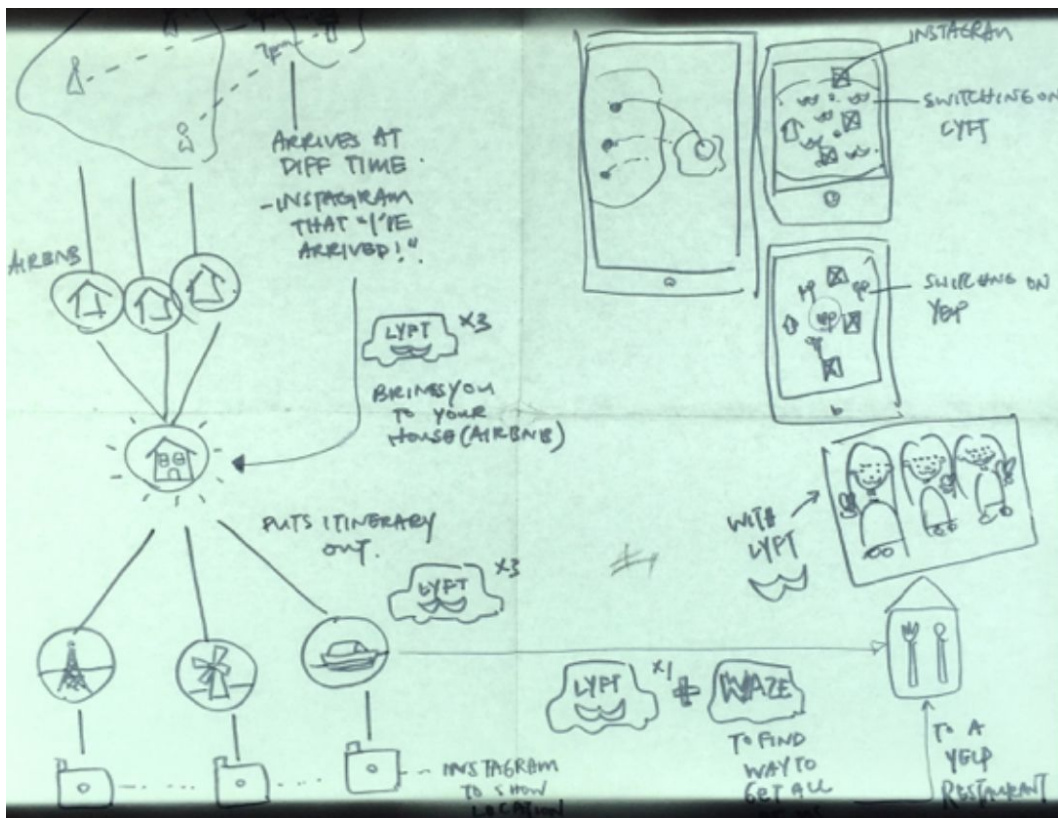 ARRIVES AT
DIFF TIME.
- INSTAGRAM
THAT "I'VE
ARRIVED!".
AIRBNB
LYFT x3
BRINGS YOU
TO YOUR
HOUSE (AIRBNB)
PUTS ITINERARY
OUT.
LYFT x3
INSTAGRAM
TO SHOW
LOCATION
INSTAGRAM
SWITCHING ON
LYFT
SWITCHING ON
YELP
WITH
LYFT
LYFT x1 + WAZE
TO FIND
WAY TO
GET ALL
TO A
YELP
RESTAURANT